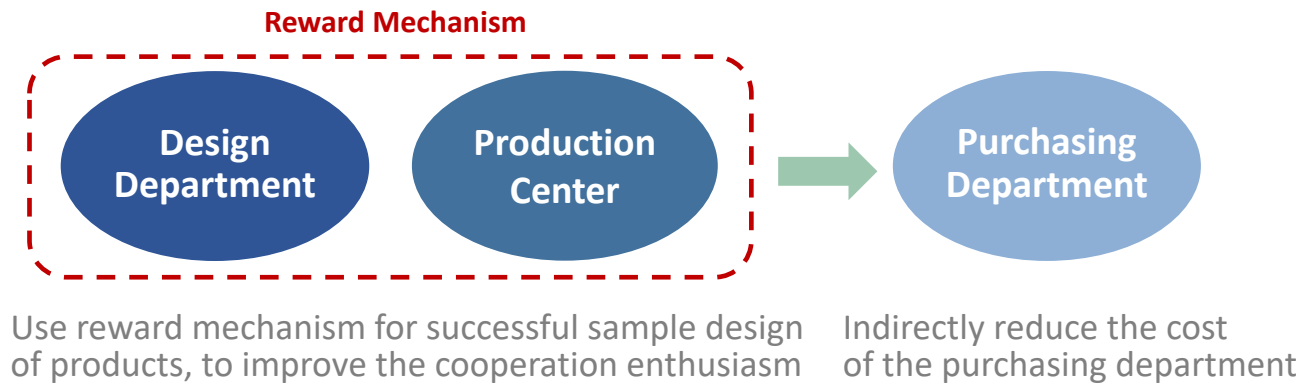 Reward Mechanism
Design
Department
Production
Center
Purchasing
Department
Use reward mechanism for successful sample design
of products, to improve the cooperation enthusiasm
Indirectly reduce the cost
of the purchasing department